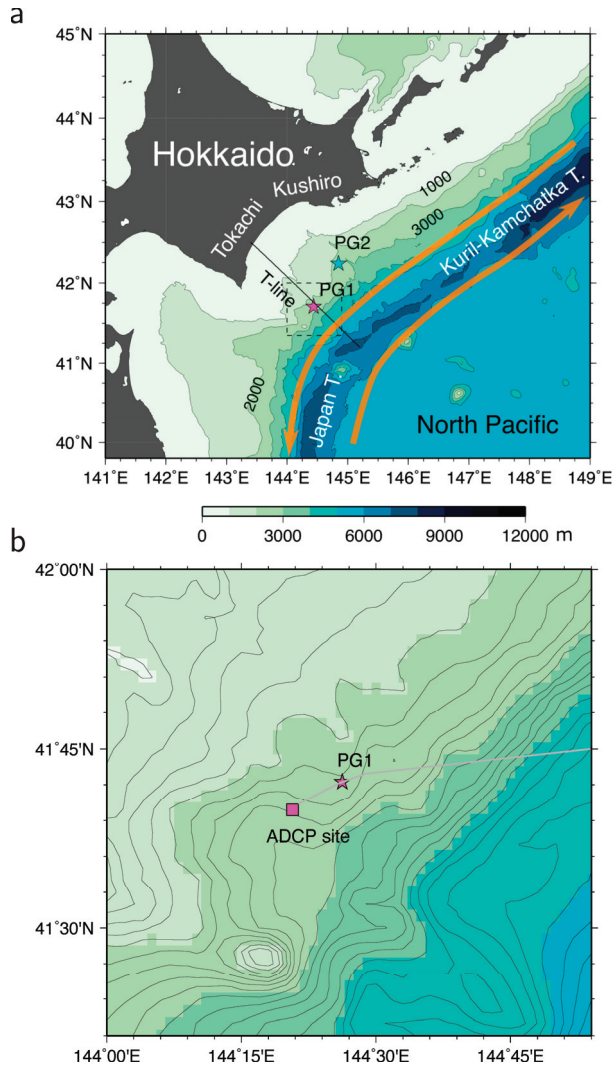 a
45˚N
44˚N
43˚N
42˚N
41˚N
40˚N
Hokkaido
Kushiro
Tokachi
1000
3000
Kuril-Kamchatka T.
PG2
T-line
PG1
2000
Japan T.
North Pacific
141˚E 142˚E 143˚E 144˚E 145˚E 146˚E 147˚E 148˚E 149˚E
0 3000 6000 9000 12000 m
b
42˚00'N
41˚45'N
41˚30'N
PG1
ADCP site
144˚00'E 144˚15'E 144˚30'E 144˚45'E